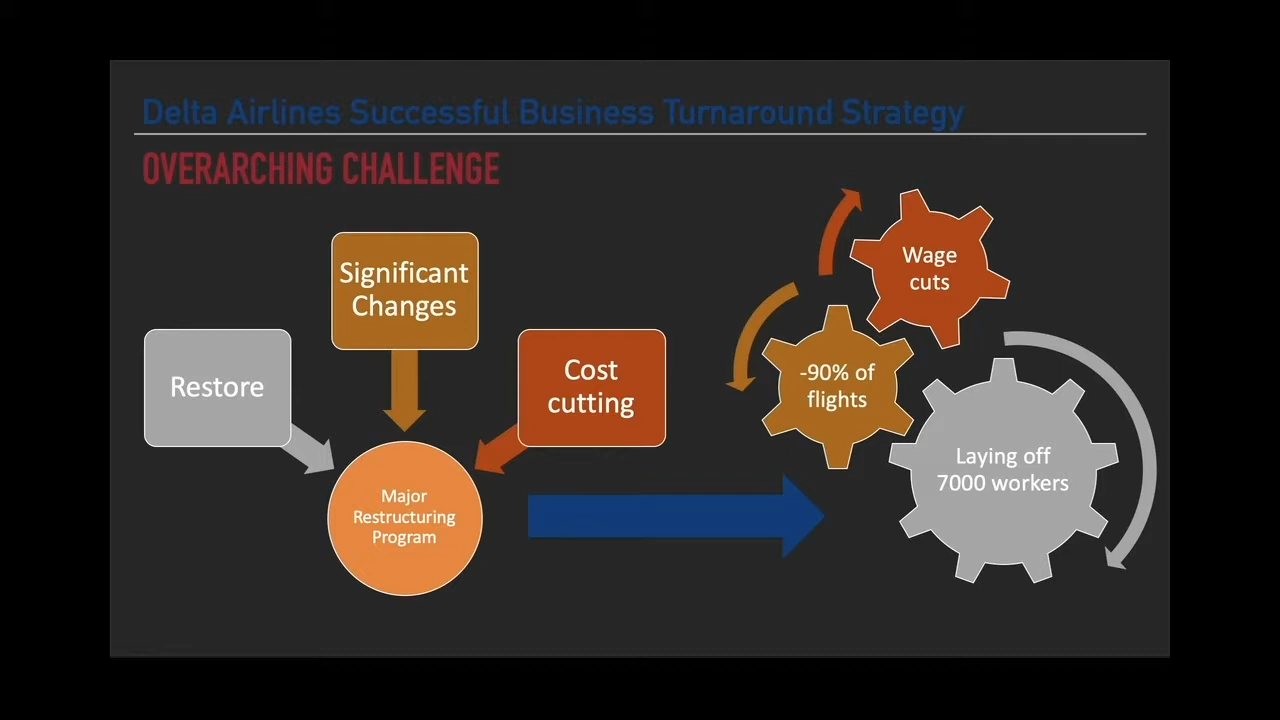 Delta Airlines Successful Business Turnaround Strategy
OVERARCHING CHALLENGE
Significant
Changes
Restore
Cost
cutting
Major
Restructuring
Program
Wage
cuts
-90% of
flights
Laying off
7000 workers